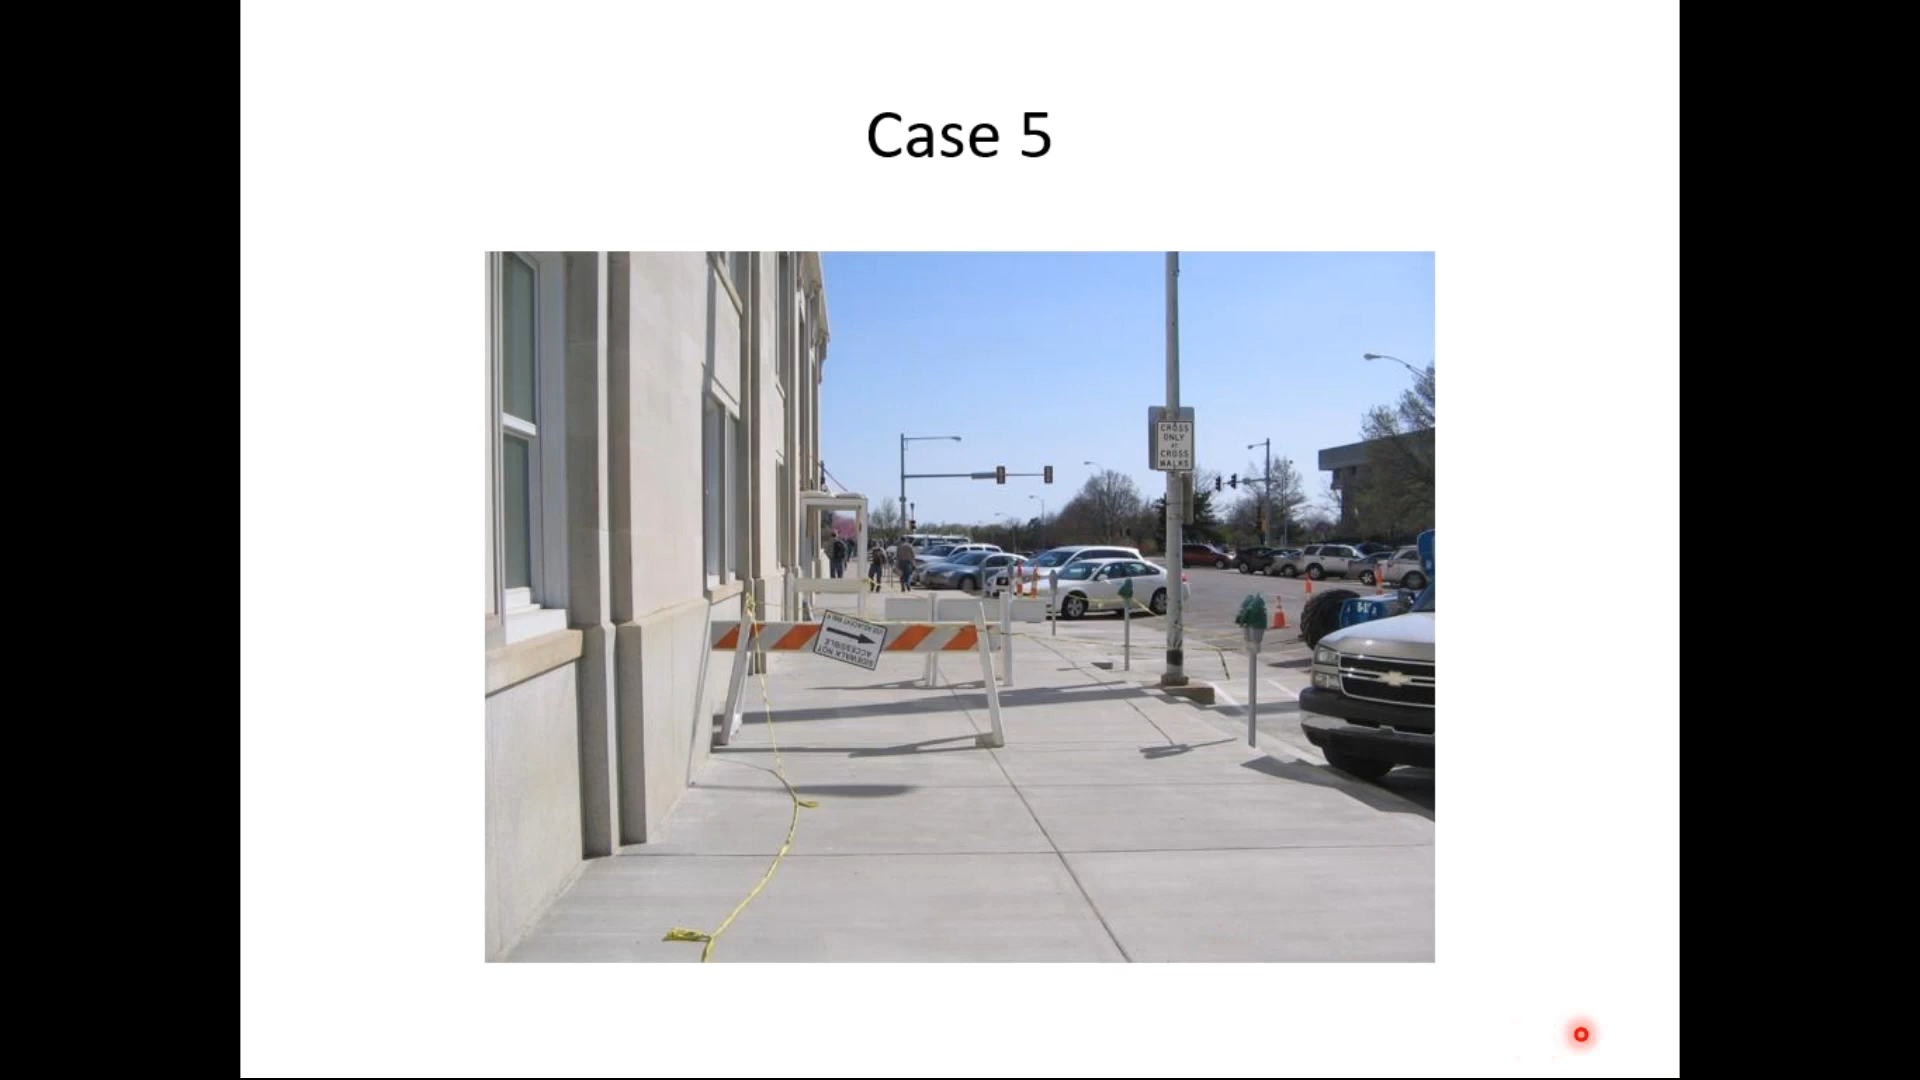 Case 5
CROSS
ONLY
AT
CROSS
WALKS
SIDEWALK NOT
ACCESSIBLE